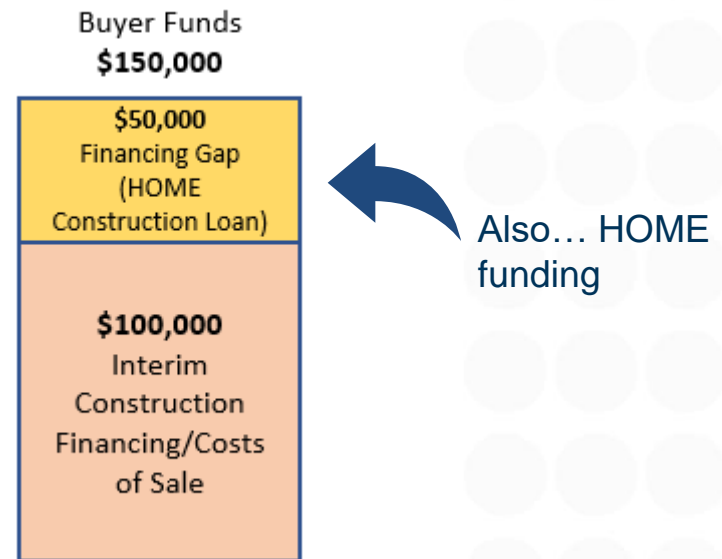 Buyer Funds
$150,000
$50,000
Financing Gap
(HOME
Construction Loan)
Also… HOME
funding
$100,000
Interim
Construction
Financing/Costs
of Sale